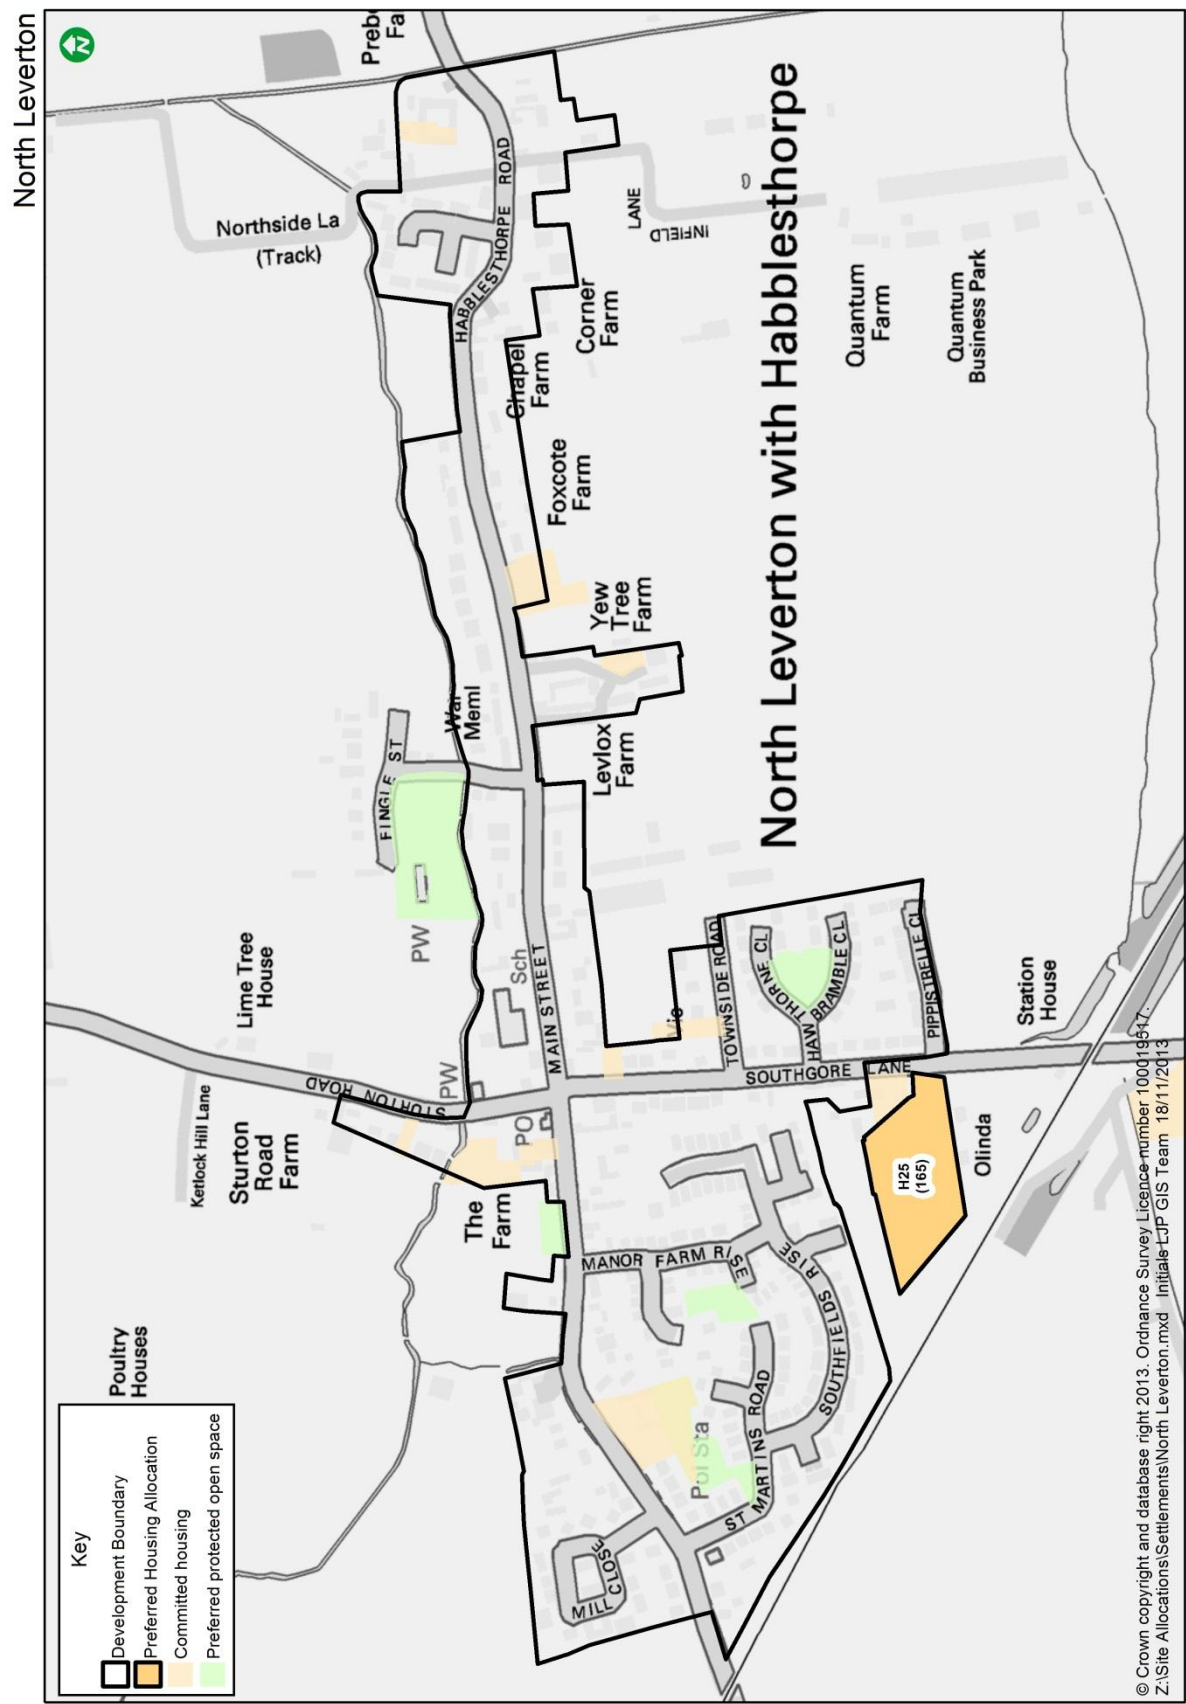 North Leverton
N
Key
Development Boundary
Preferred Housing Allocation
Committed housing
Preferred protected open space
Poultry
Houses
Ketlock Hill Lane
Sturton
Road
Farm
Lime Tree
House
STURTON ROAD
The
Farm
PO
PW
PW
Sch
FINGLE ST
War
Meml
Northside La
(Track)
HABBLESTHORPE ROAD
HABBLESTHORPE
MAIN STREET
MILL CLOSE
Pol Sta
ST MARTINS ROAD
MANOR FARM RISE
SOUTHFIELDS RISE
SOUTHGORE LANE
TOWNSIDE ROAD
HAWTHORNE CL
BRAMBLE CL
PIPPISTRELLE CL
Levlox
Farm
Yew
Tree
Farm
Foxcote
Farm
Chapel
Farm
Corner
Farm
INFIELD
LANE
North Leverton with Habblesthorpe
Quantum
Farm
Quantum
Business Park
H25
(165)
Olinda
Station
House
© Crown copyright and database right 2013. Ordnance Survey Licence number 100019517.
Z:\Site Allocations\Settlements\North Leverton.mxd Initials LJP GIS Team 18/11/2013